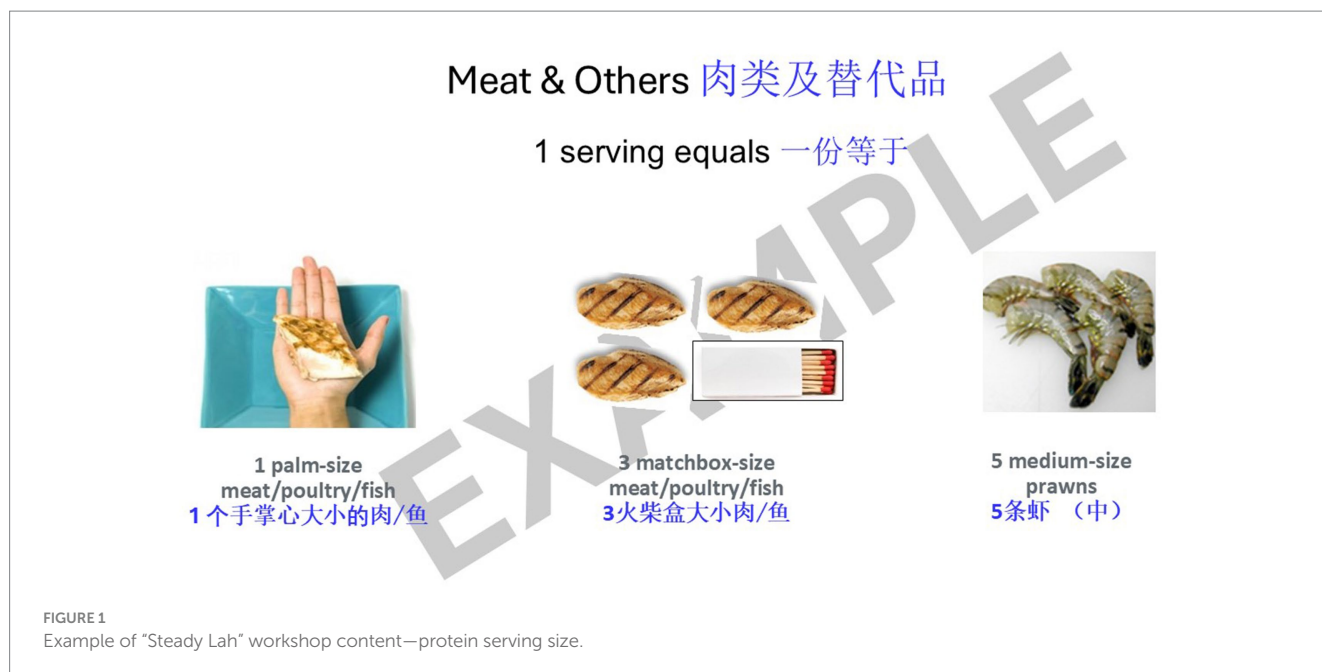 Meat & Others 肉类及替代品
1 serving equals 一份等于
EXAMPLE
1 palm-size
meat/poultry/fish
1 个手掌心大小的肉/鱼
3 matchbox-size
meat/poultry/fish
3火柴盒大小肉/鱼
5 medium-size
prawns
5条虾 （中）
FIGURE 1
Example of “Steady Lah” workshop content—protein serving size.